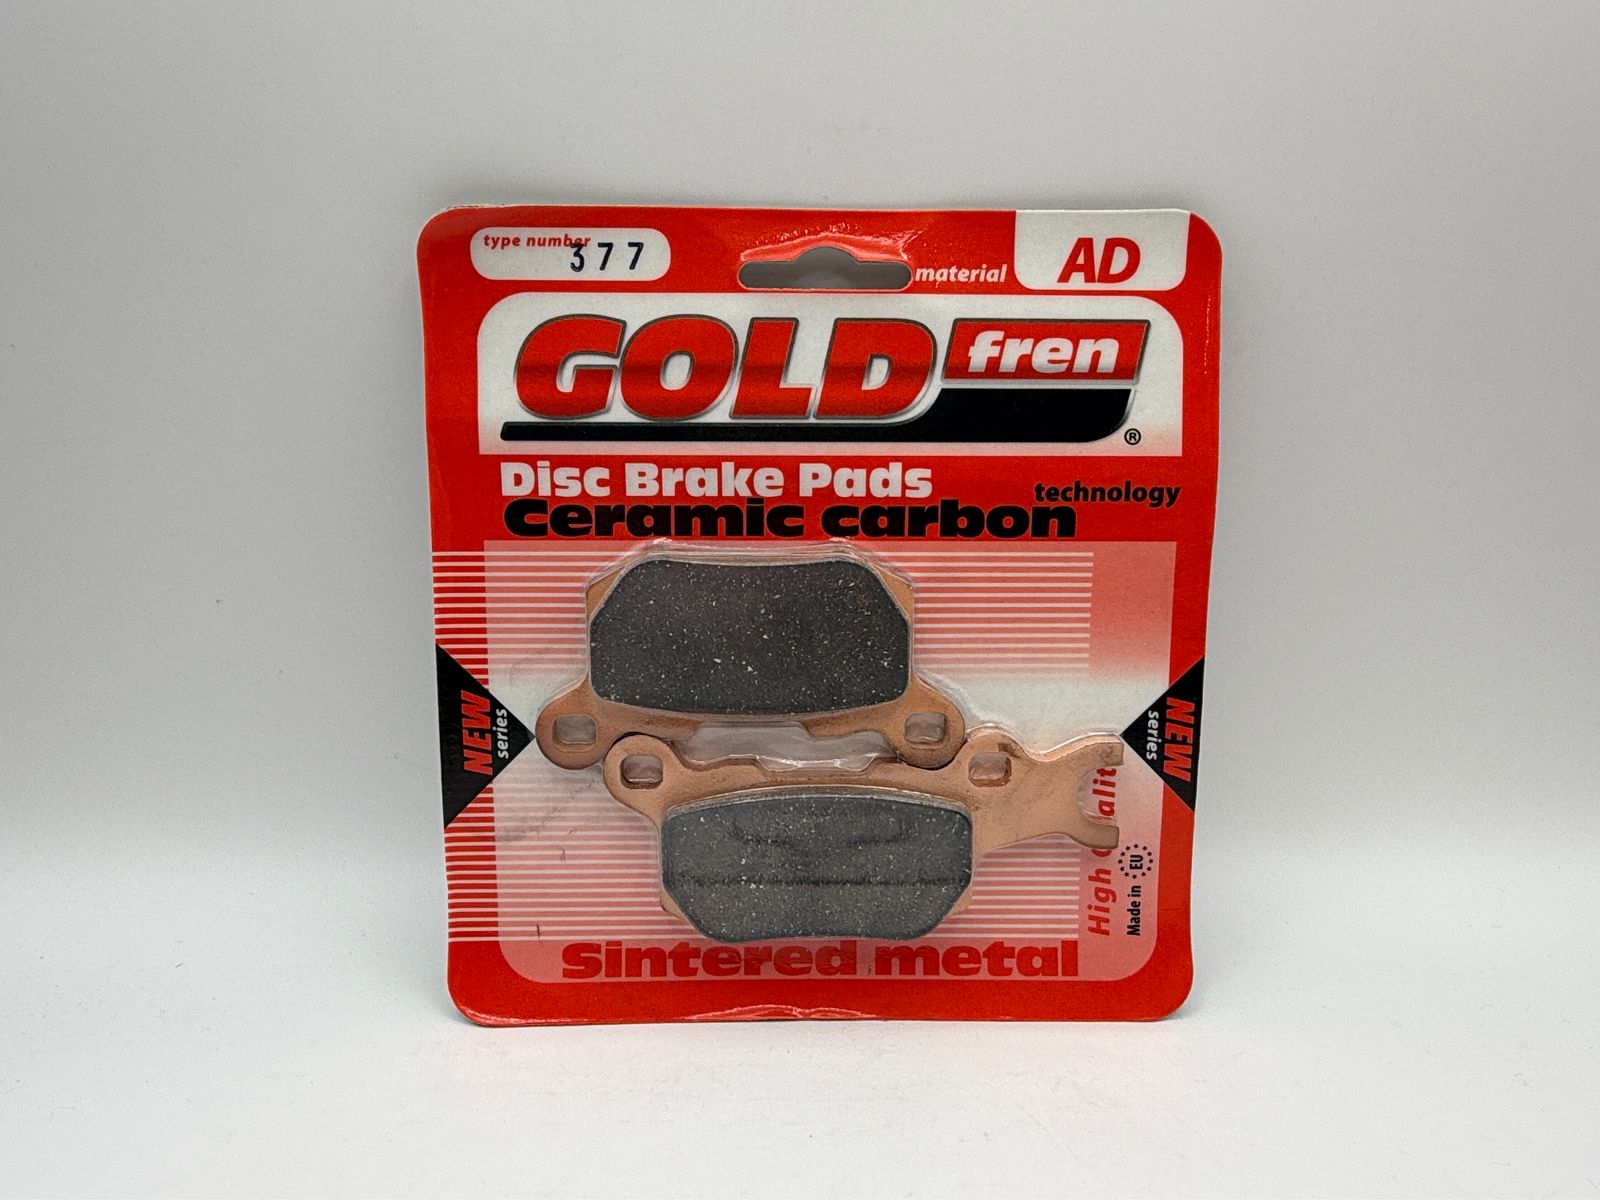 type number
377
material
AD
GOLD fren
®
Disc Brake Pads
Ceramic carbon technology
NEW series
NEW series
High
Made in EU
Sintered metal